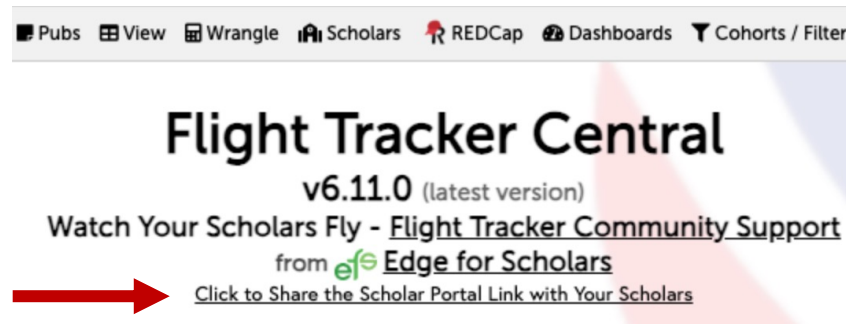 Pubs View Wrangle Scholars REDCap Dashboards Cohorts / Filter
Flight Tracker Central
v6.11.0 (latest version)
Watch Your Scholars Fly - Flight Tracker Community Support
from efs Edge for Scholars
Click to Share the Scholar Portal Link with Your Scholars